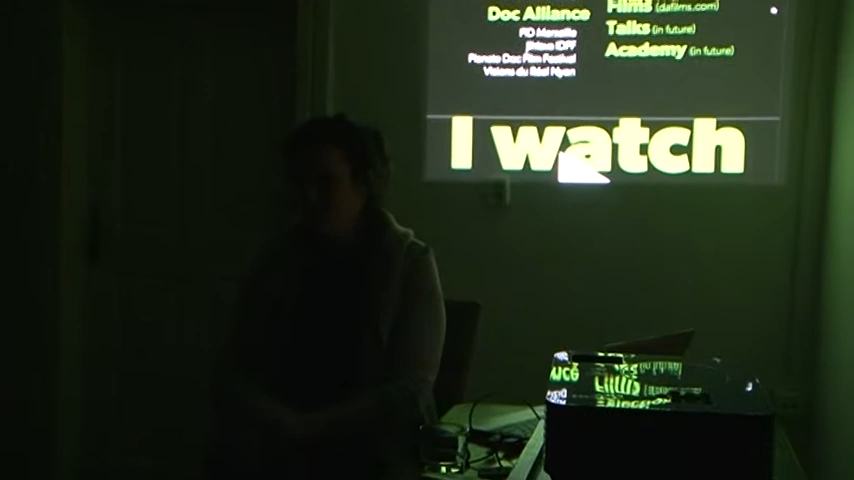 Doc Alliance
FID Marseille
Jihlava IDFF
Planete Doc Film Festival
Visions du Réel Nyon
Films (dafilms.com)
Talks (in future)
Academy (in future)
I watch